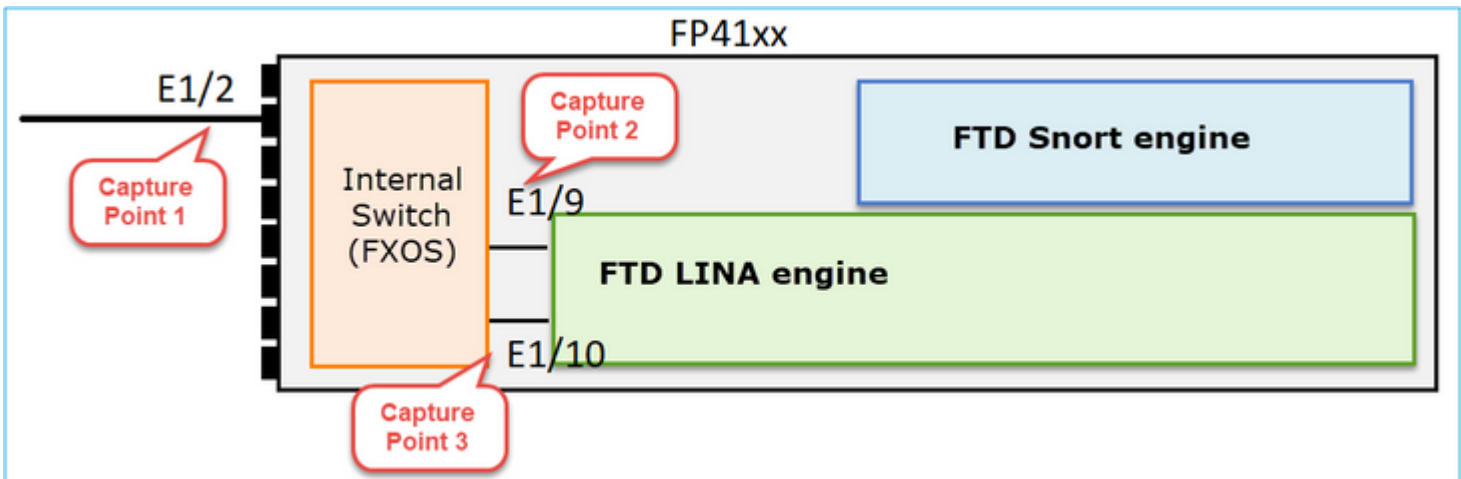 FP41xx
E1/2
Capture
Point 1
Internal
Switch
(FXOS)
Capture
Point 2
E1/9
FTD Snort engine
FTD LINA engine
E1/10
Capture
Point 3